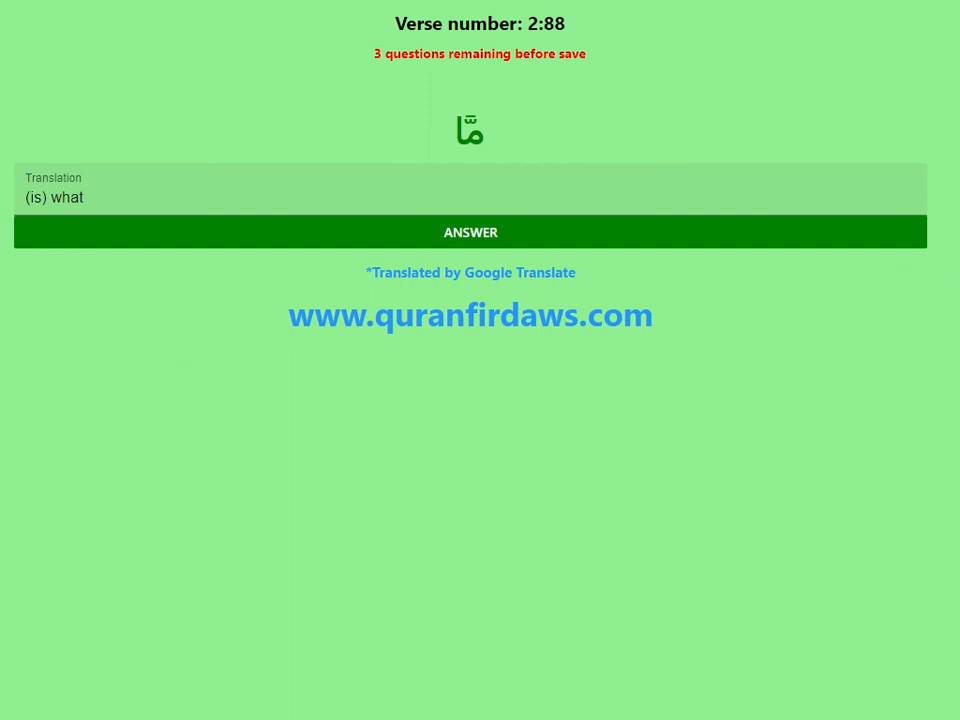 Verse number: 2:88
3 questions remaining before save
مَّا
Translation
(is) what
ANSWER
*Translated by Google Translate
www.quranfirdaws.com